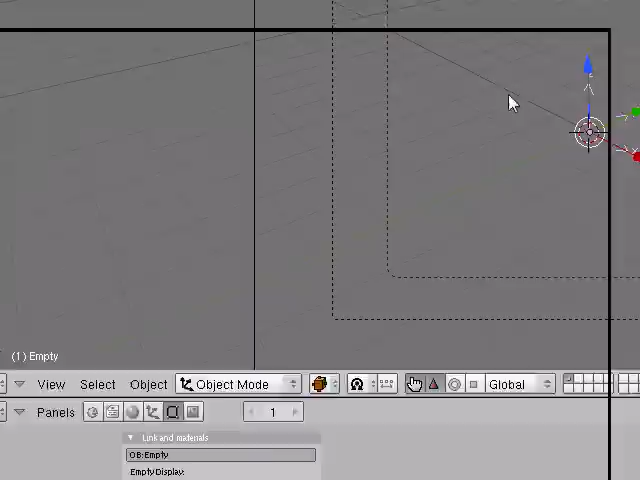 (1) Empty
View Select Object Object Mode Global
Panels 1
Link and materials
OB:Empty
Empty Display: